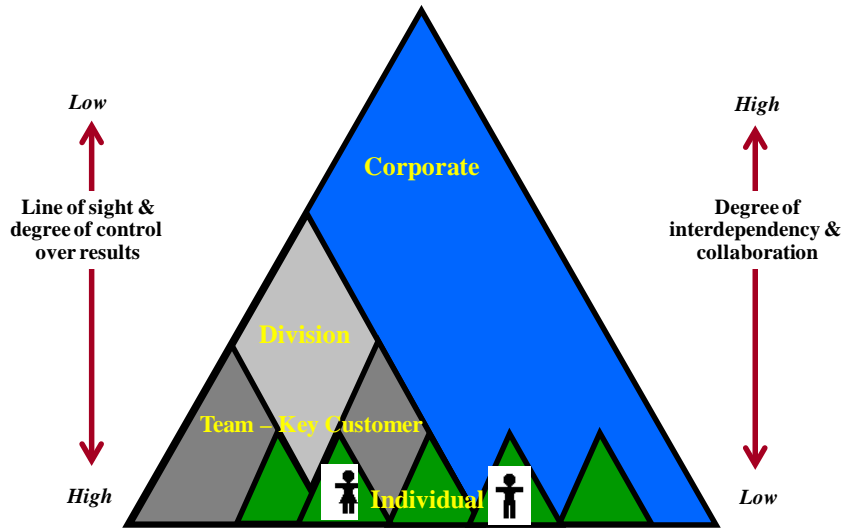 Low
High
Corporate
Line of sight &
degree of control
over results
Degree of
interdependency &
collaboration
Division
Team – Key Customer
High
Individual
Low